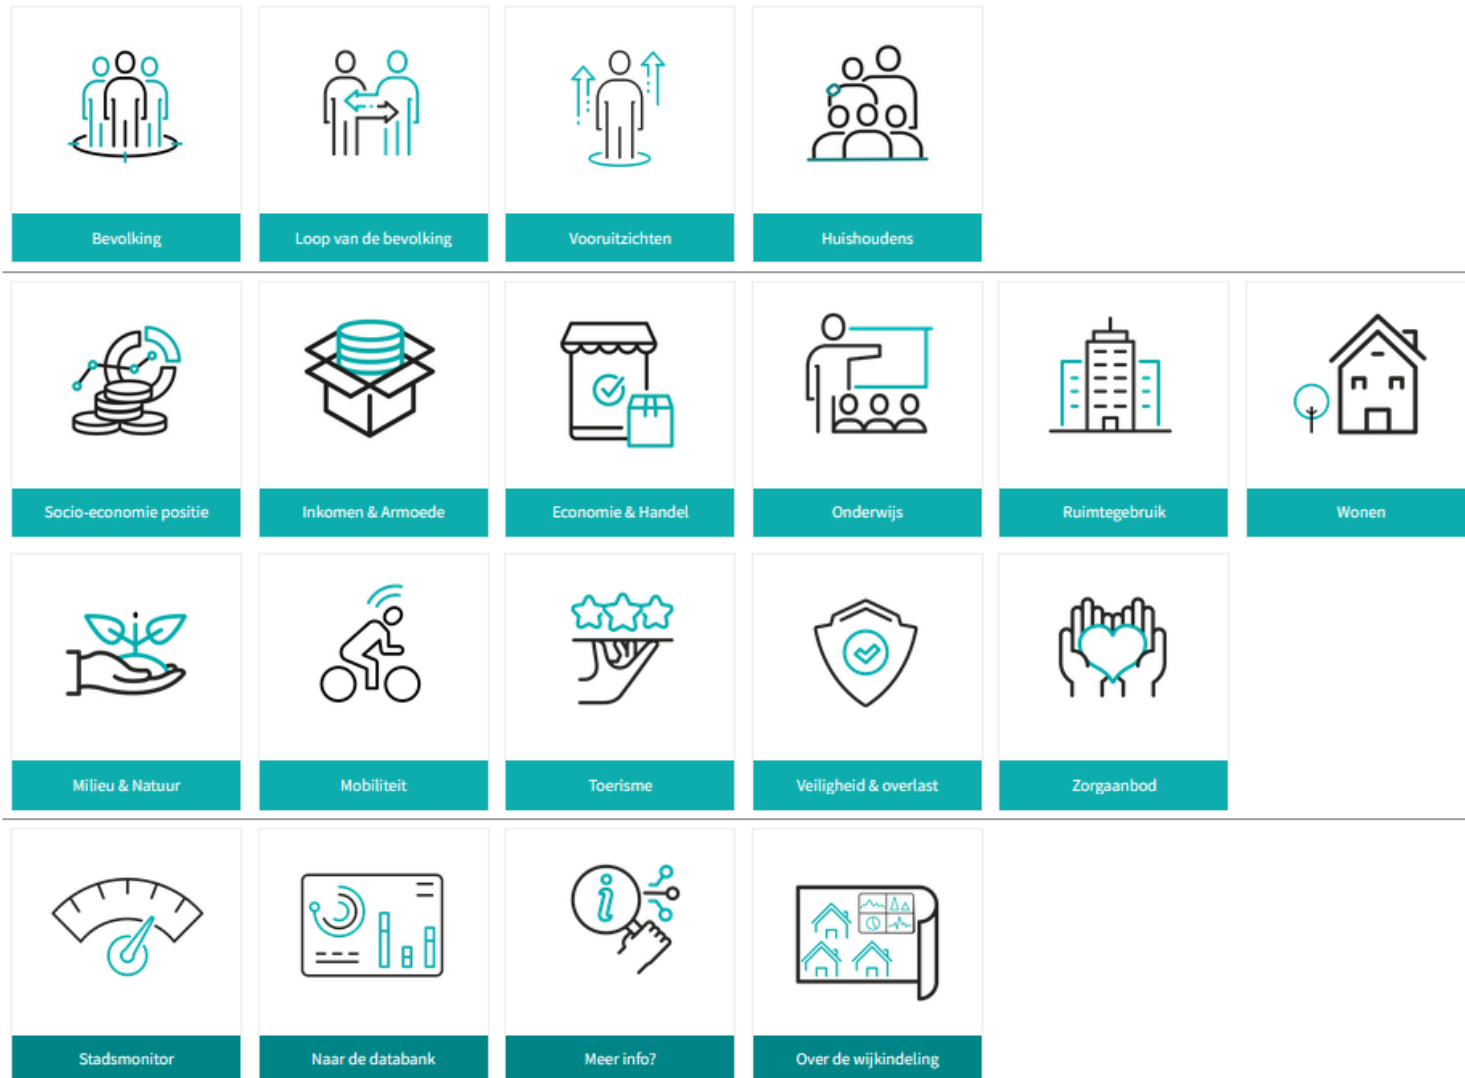 Bevolking
Loop van de bevolking
Vooruitzichten
Huishoudens
Socio-economie positie
Inkomen & Armoede
Economie & Handel
Onderwijs
Ruimtegebruik
Wonen
Milieu & Natuur
Mobiliteit
Toerisme
Veiligheid & overlast
Zorgaanbod
Stadsmonitor
Naar de databank
Meer info?
Over de wijkindeling